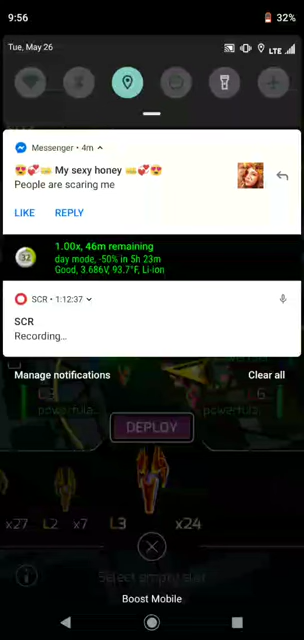 9:56
32%
Tue, May 26
LTE
Messenger • 4m
😍💞🎫 My sexy honey 🎫💞😍
People are scaring me
LIKE REPLY
32
1.00x, 46m remaining
day mode, -50% in 5h 23m
Good, 3.686V, 93.7°F, Li-ion
SCR • 1:12:37
SCR
Recording...
Manage notifications Clear all
powerful..
DEPLOY
x27 L2 x7 L3 x24
Boost Mobile